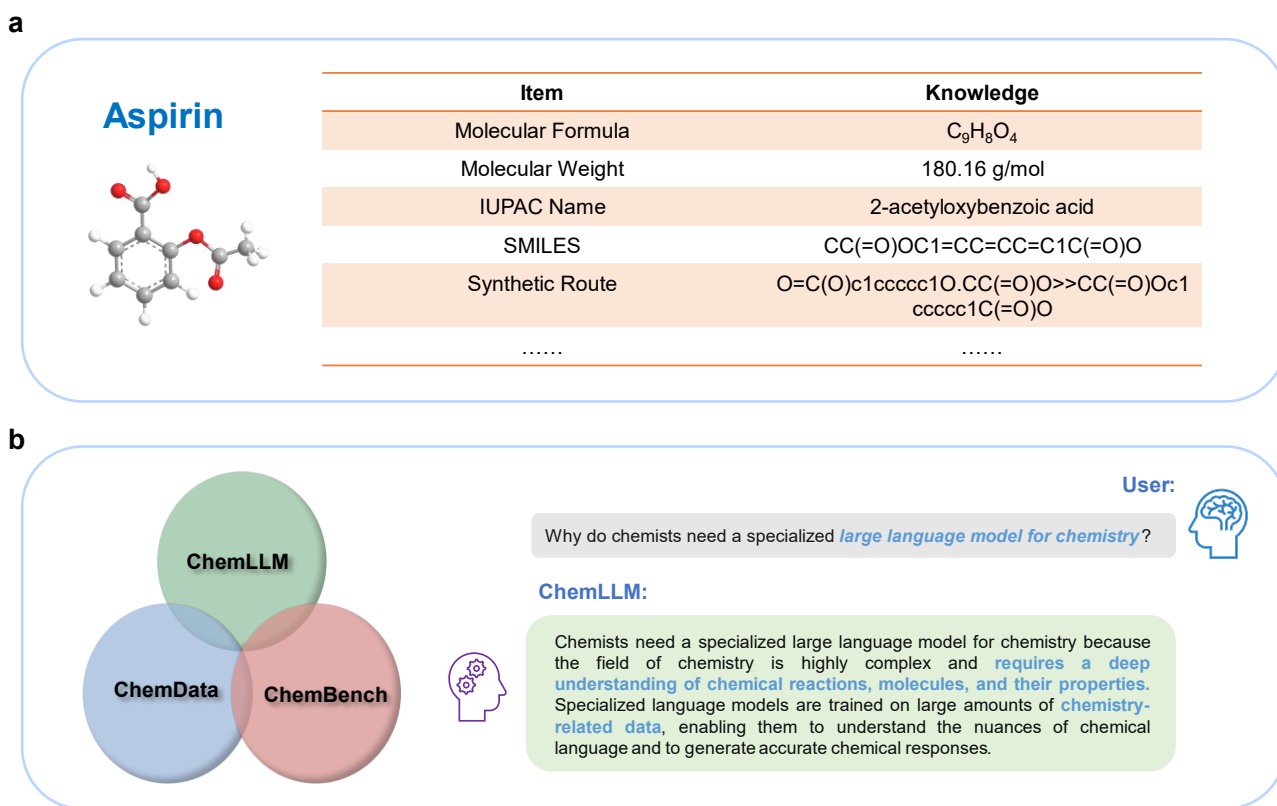 a
Aspirin
Item Knowledge
Molecular Formula C₉H₈O₄
Molecular Weight 180.16 g/mol
IUPAC Name 2-acetyloxybenzoic acid
SMILES CC(=O)OC1=CC=CC=C1C(=O)O
Synthetic Route O=C(O)c1ccccc1O.CC(=O)O>>CC(=O)Oc1
ccccc1C(=O)O
…… ……
b
ChemLLM
ChemData
ChemBench
User:
Why do chemists need a specialized large language model for chemistry?
ChemLLM:
Chemists need a specialized large language model for chemistry because
the field of chemistry is highly complex and requires a deep
understanding of chemical reactions, molecules, and their properties.
Specialized language models are trained on large amounts of chemistry-
related data, enabling them to understand the nuances of chemical
language and to generate accurate chemical responses.